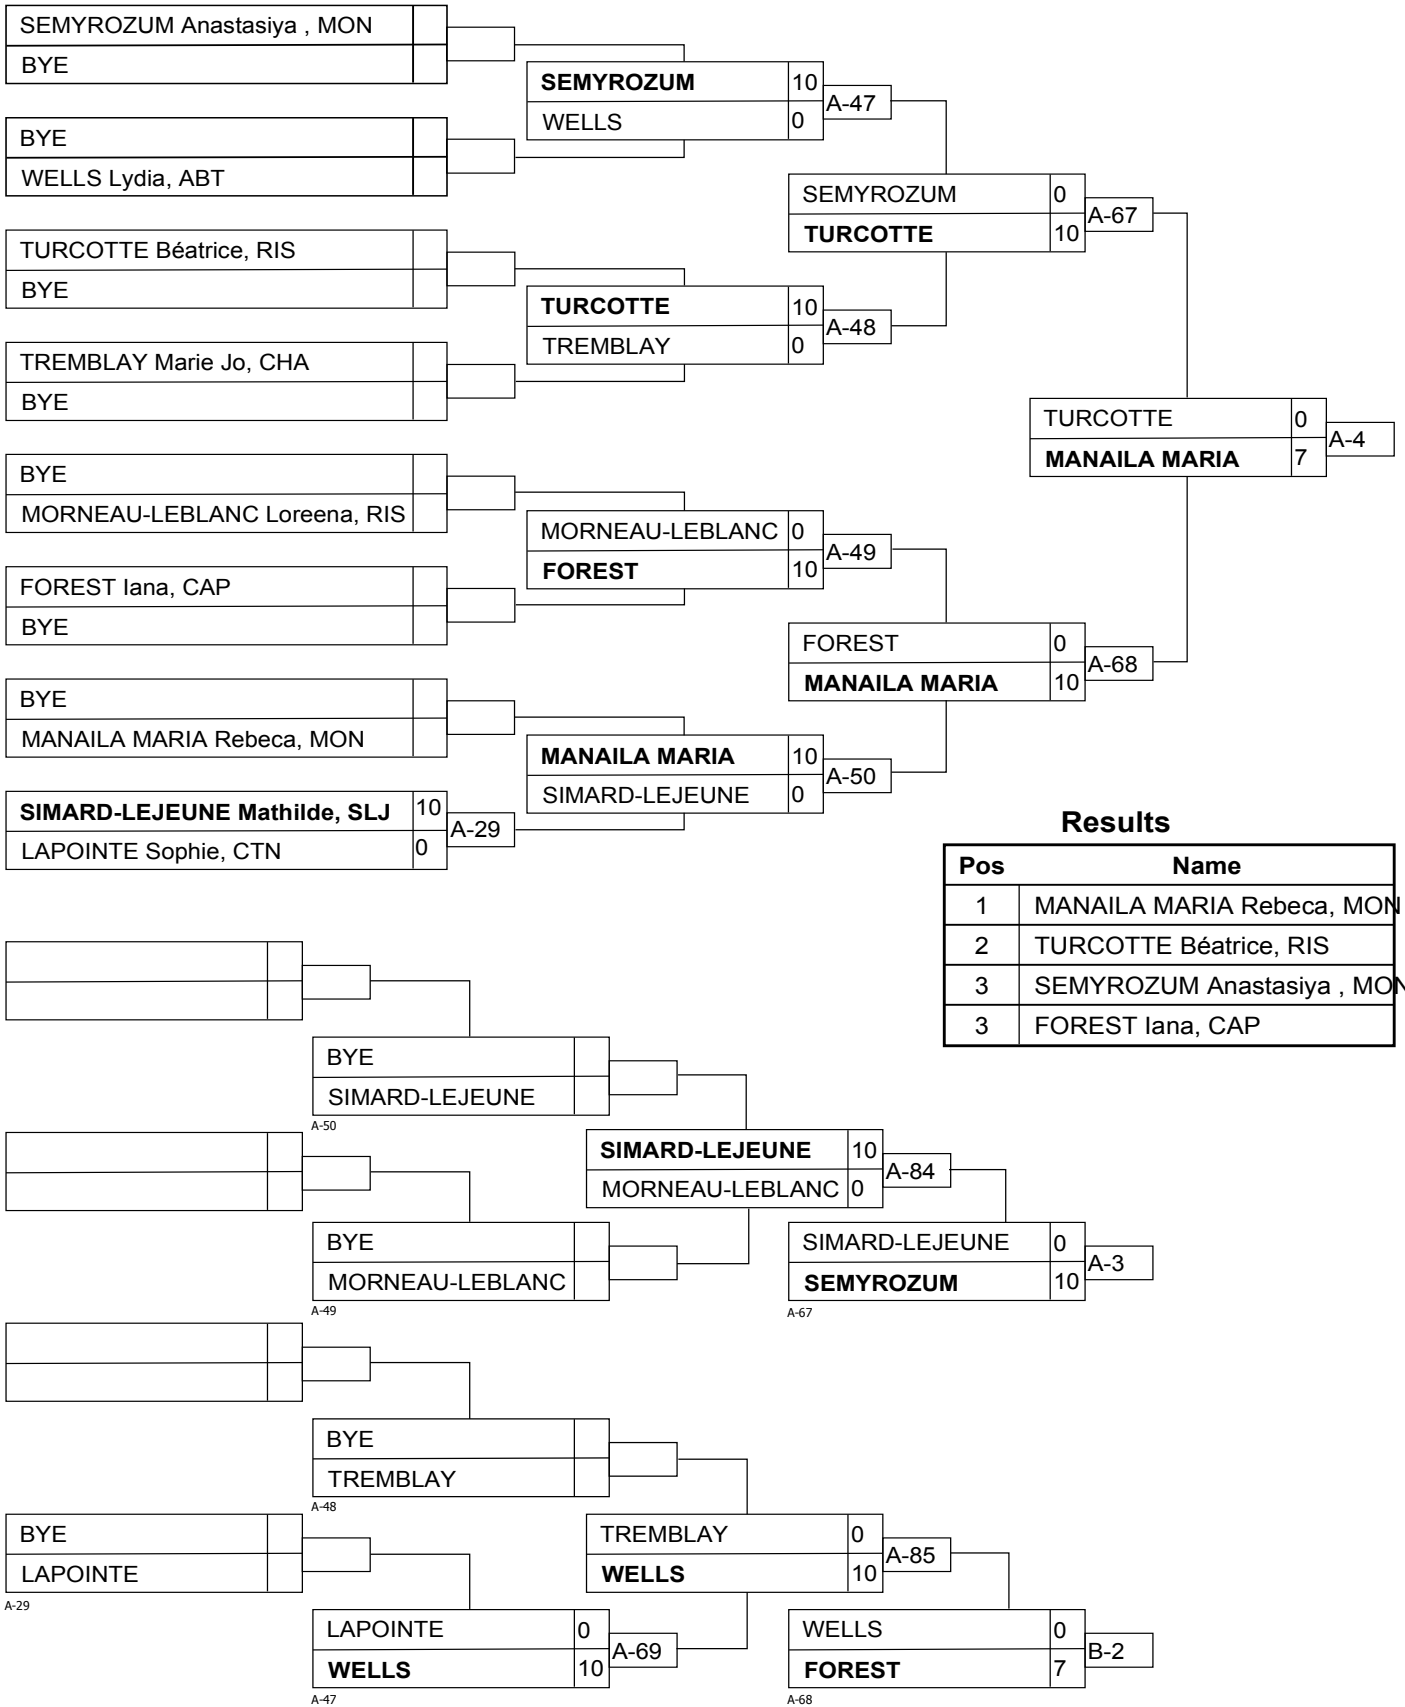 SEMYROZUM Anastasiya , MON
BYE
BYE
WELLS Lydia, ABT
TURCOTTE Béatrice, RIS
BYE
TREMBLAY Marie Jo, CHA
BYE
BYE
MORNEAU-LEBLANC Loreena, RIS
FOREST Iana, CAP
BYE
BYE
MANAILA MARIA Rebeca, MON
SIMARD-LEJEUNE Mathilde, SLJ 10
LAPOINTE Sophie, CTN 0
A-29
SEMYROZUM 10
WELLS 0
A-47
TURCOTTE 10
TREMBLAY 0
A-48
MORNEAU-LEBLANC 0
FOREST 10
A-49
MANAILA MARIA 10
SIMARD-LEJEUNE 0
A-50
SEMYROZUM 0
TURCOTTE 10
A-67
FOREST 0
MANAILA MARIA 10
A-68
TURCOTTE 0
MANAILA MARIA 7
A-4
Results
Pos Name
1 MANAILA MARIA Rebeca, MON
2 TURCOTTE Béatrice, RIS
3 SEMYROZUM Anastasiya , MON
3 FOREST Iana, CAP
BYE
SIMARD-LEJEUNE
A-50
BYE
MORNEAU-LEBLANC
A-49
SIMARD-LEJEUNE 10
MORNEAU-LEBLANC 0
A-84
SIMARD-LEJEUNE 0
SEMYROZUM 10
A-3
A-67
BYE
TREMBLAY
A-48
BYE
LAPOINTE
A-29
LAPOINTE 0
WELLS 10
A-69
A-47
TREMBLAY 0
WELLS 10
A-85
WELLS 0
FOREST 7
B-2
A-68